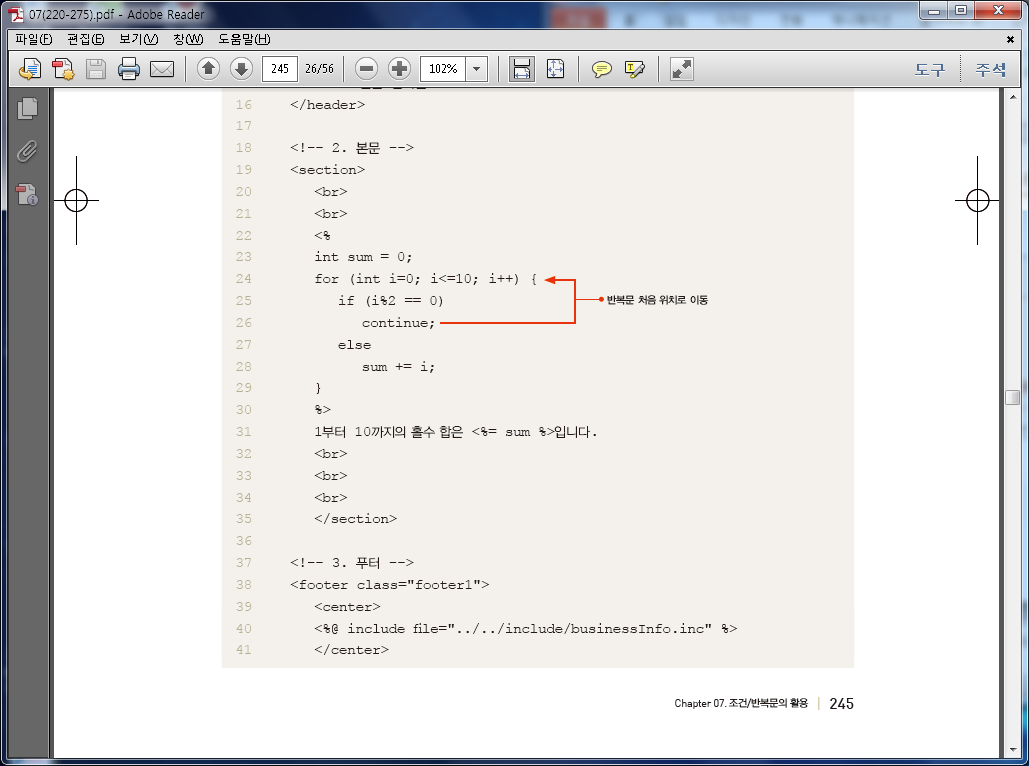 07(220-275).pdf - Adobe Reader
파일(F) 편집(E) 보기(V) 창(W) 도움말(H)
245 26/56 102% 도구 주석
16 </header>
17
18 <!-- 2. 본문 -->
19 <section>
20 <br>
21 <br>
22 <%
23 int sum = 0;
24 for (int i=0; i<=10; i++) {
25 if (i%2 == 0) 반복문 처음 위치로 이동
26 continue;
27 else
28 sum += i;
29 }
30 %>
31 1부터 10까지의 홀수 합은 <%= sum %>입니다.
32 <br>
33 <br>
34 <br>
35 </section>
36
37 <!-- 3. 푸터 -->
38 <footer class="footer1">
39 <center>
40 <%@ include file="../../include/businessInfo.inc" %>
41 </center>
Chapter 07. 조건/반복문의 활용 | 245